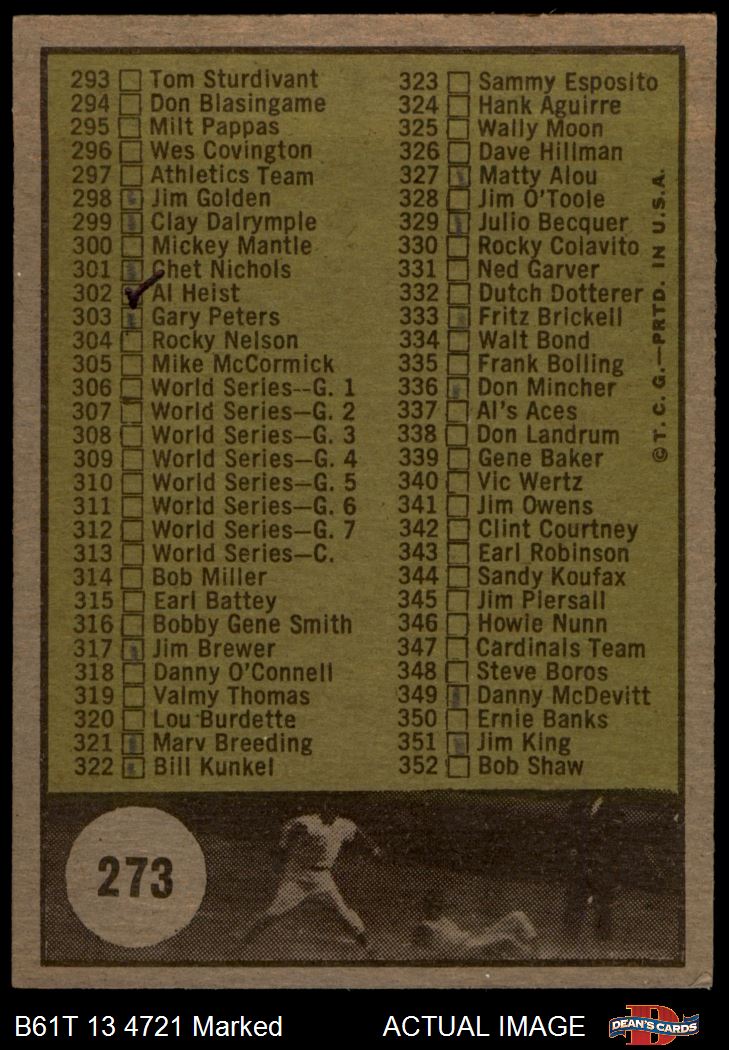 293 Tom Sturdivant
294 Don Blasingame
295 Milt Pappas
296 Wes Covington
297 Athletics Team
298 Jim Golden
299 Clay Dalrymple
300 Mickey Mantle
301 Chet Nichols
302 Al Heist
303 Gary Peters
304 Rocky Nelson
305 Mike McCormick
306 World Series--G. 1
307 World Series—G. 2
308 World Series—G. 3
309 World Series—G. 4
310 World Series—G. 5
311 World Series—G. 6
312 World Series—G. 7
313 World Series—C.
314 Bob Miller
315 Earl Battey
316 Bobby Gene Smith
317 Jim Brewer
318 Danny O'Connell
319 Valmy Thomas
320 Lou Burdette
321 Marv Breeding
322 Bill Kunkel
323 Sammy Esposito
324 Hank Aguirre
325 Wally Moon
326 Dave Hillman
327 Matty Alou
328 Jim O'Toole
329 Julio Becquer
330 Rocky Colavito
331 Ned Garver
332 Dutch Dotterer
333 Fritz Brickell
334 Walt Bond
335 Frank Bolling
336 Don Mincher
337 Al's Aces
338 Don Landrum
339 Gene Baker
340 Vic Wertz
341 Jim Owens
342 Clint Courtney
343 Earl Robinson
344 Sandy Koufax
345 Jim Piersall
346 Howie Nunn
347 Cardinals Team
348 Steve Boros
349 Danny McDevitt
350 Ernie Banks
351 Jim King
352 Bob Shaw
© T. C. G.—PRTD. IN U.S.A.
273
B61T 13 4721 Marked
ACTUAL IMAGE
D
DEAN'S CARDS